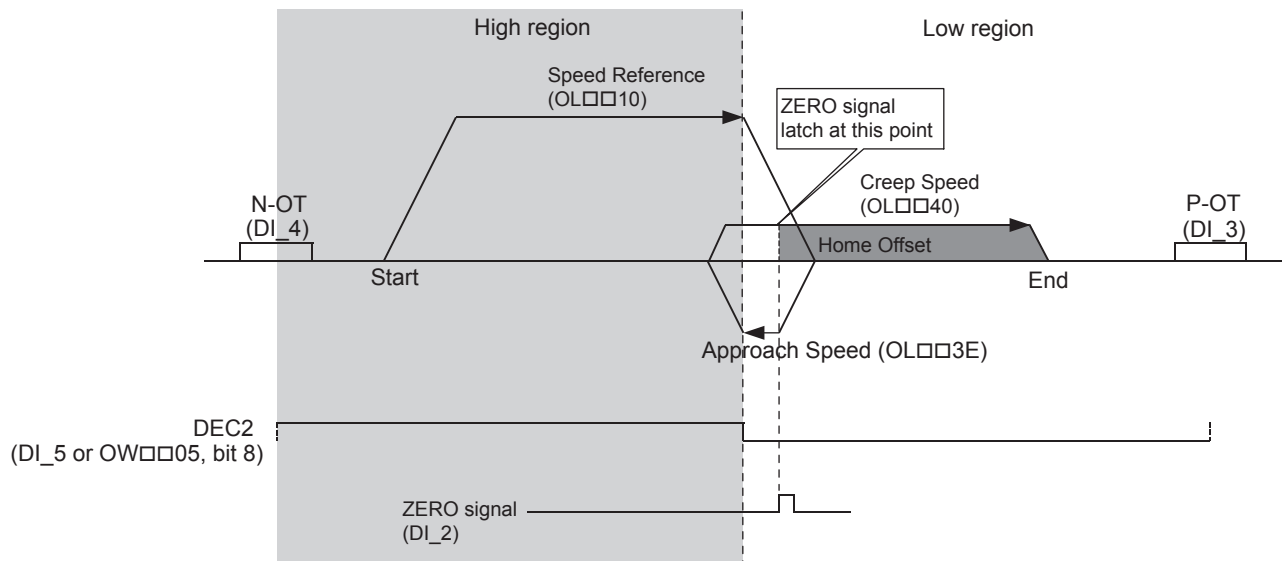 High region
Low region
Speed Reference
(OL□□10)
ZERO signal
latch at this point
Creep Speed
(OL□□40)
N-OT
(DI_4)
P-OT
(DI_3)
Home Offset
Start
End
Approach Speed (OL□□3E)
DEC2
(DI_5 or OW□□05, bit 8)
ZERO signal
(DI_2)